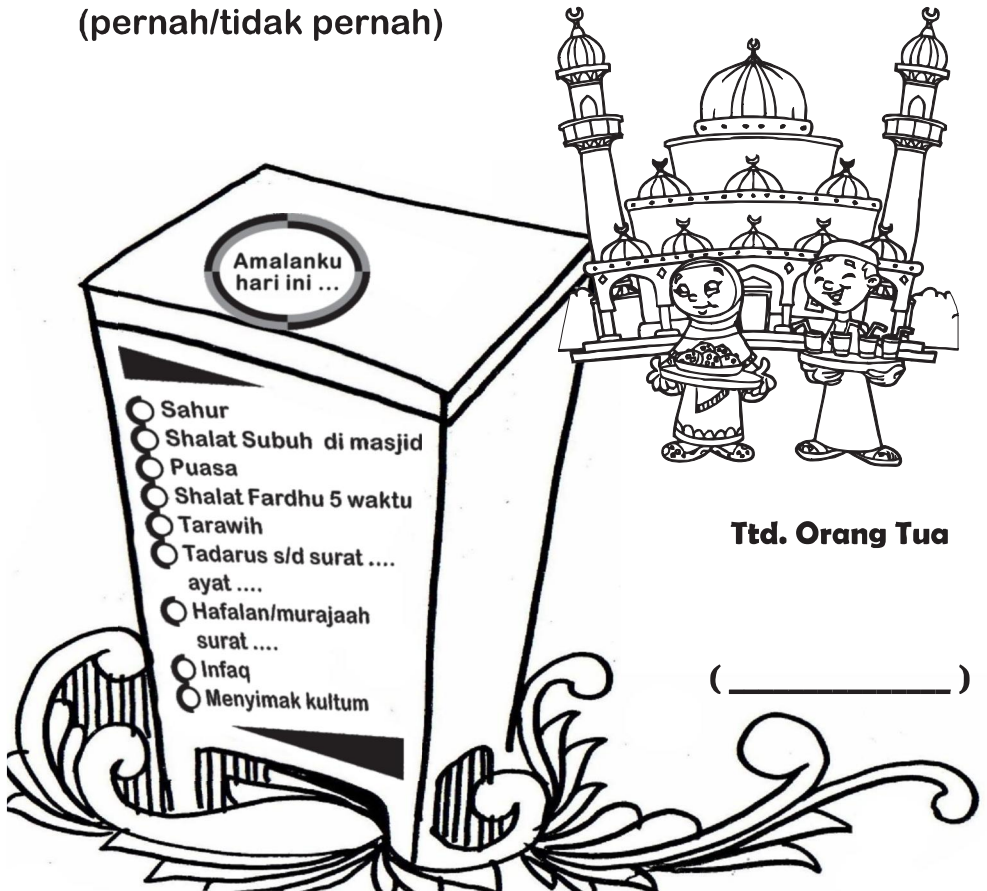 (pernah/tidak pernah)
Amalanku
hari ini ...
Sahur
Shalat Subuh di masjid
Puasa
Shalat Fardhu 5 waktu
Tarawih
Tadarus s/d surat ....
ayat ....
Hafalan/murajaah
surat ....
Infaq
Menyimak kultum
Ttd. Orang Tua
( _______________ )